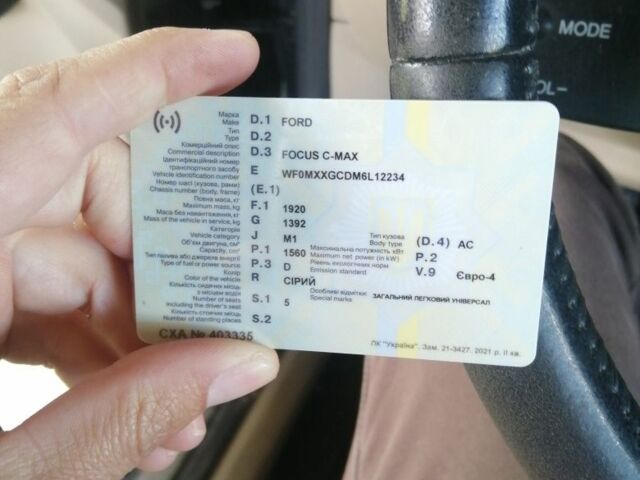 MODE
OL–
Марка
Make D.1 FORD
Тип
Type D.2
Комерційний опис
Commercial description D.3 FOCUS C-MAX
Ідентифікаційний номер
транспортного засобу
Vehicle identification number E WF0MXXGCDM6L12234
Номер шасі (кузова, рами)
Chassis number (body, frame) (E.1)
Повна маса, кг
Maximum mass, kg F.1 1920
Маса без навантаження, кг
Mass of the vehicle in service, kg G 1392
Категорія
Vehicle category J M1
Тип кузова
Body type (D.4) AC
Об'єм двигуна, см³
Capacity, cm³ P.1 1560
Максимальна потужність кВт
Maximum net power (in kW) P.2
Тип пального або джерело енергії
Type of fuel or power source P.3 D
Рівень екологічних норм
Emission standard V.9 Євро-4
Колір
Color of the vehicle R СІРИЙ
Кількість сидячих місць
з місцем водія
Number of seats
including the driver's seat S.1 5
Особливі відмітки
Special marks ЗАГАЛЬНИЙ ЛЕГКОВИЙ УНІВЕРСАЛ
Кількість стоячих місць
Number of standing places S.2
СХА № 403335
ПК "Україна". Зам. 21-3427. 2021 р. II кв.